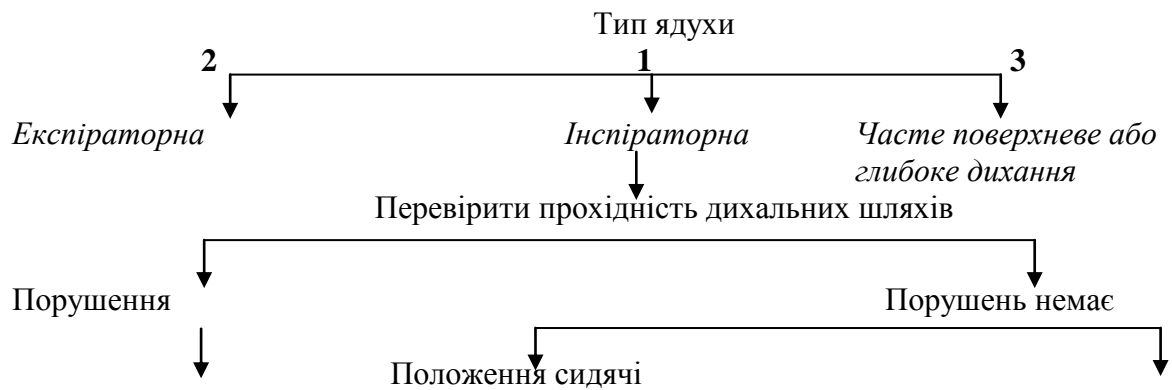 Тип ядухи
2 1 3
Експіраторна Інспіраторна Часте поверхневе або
глибоке дихання
Перевірити прохідність дихальних шляхів
Порушення Порушень немає
Положення сидячі